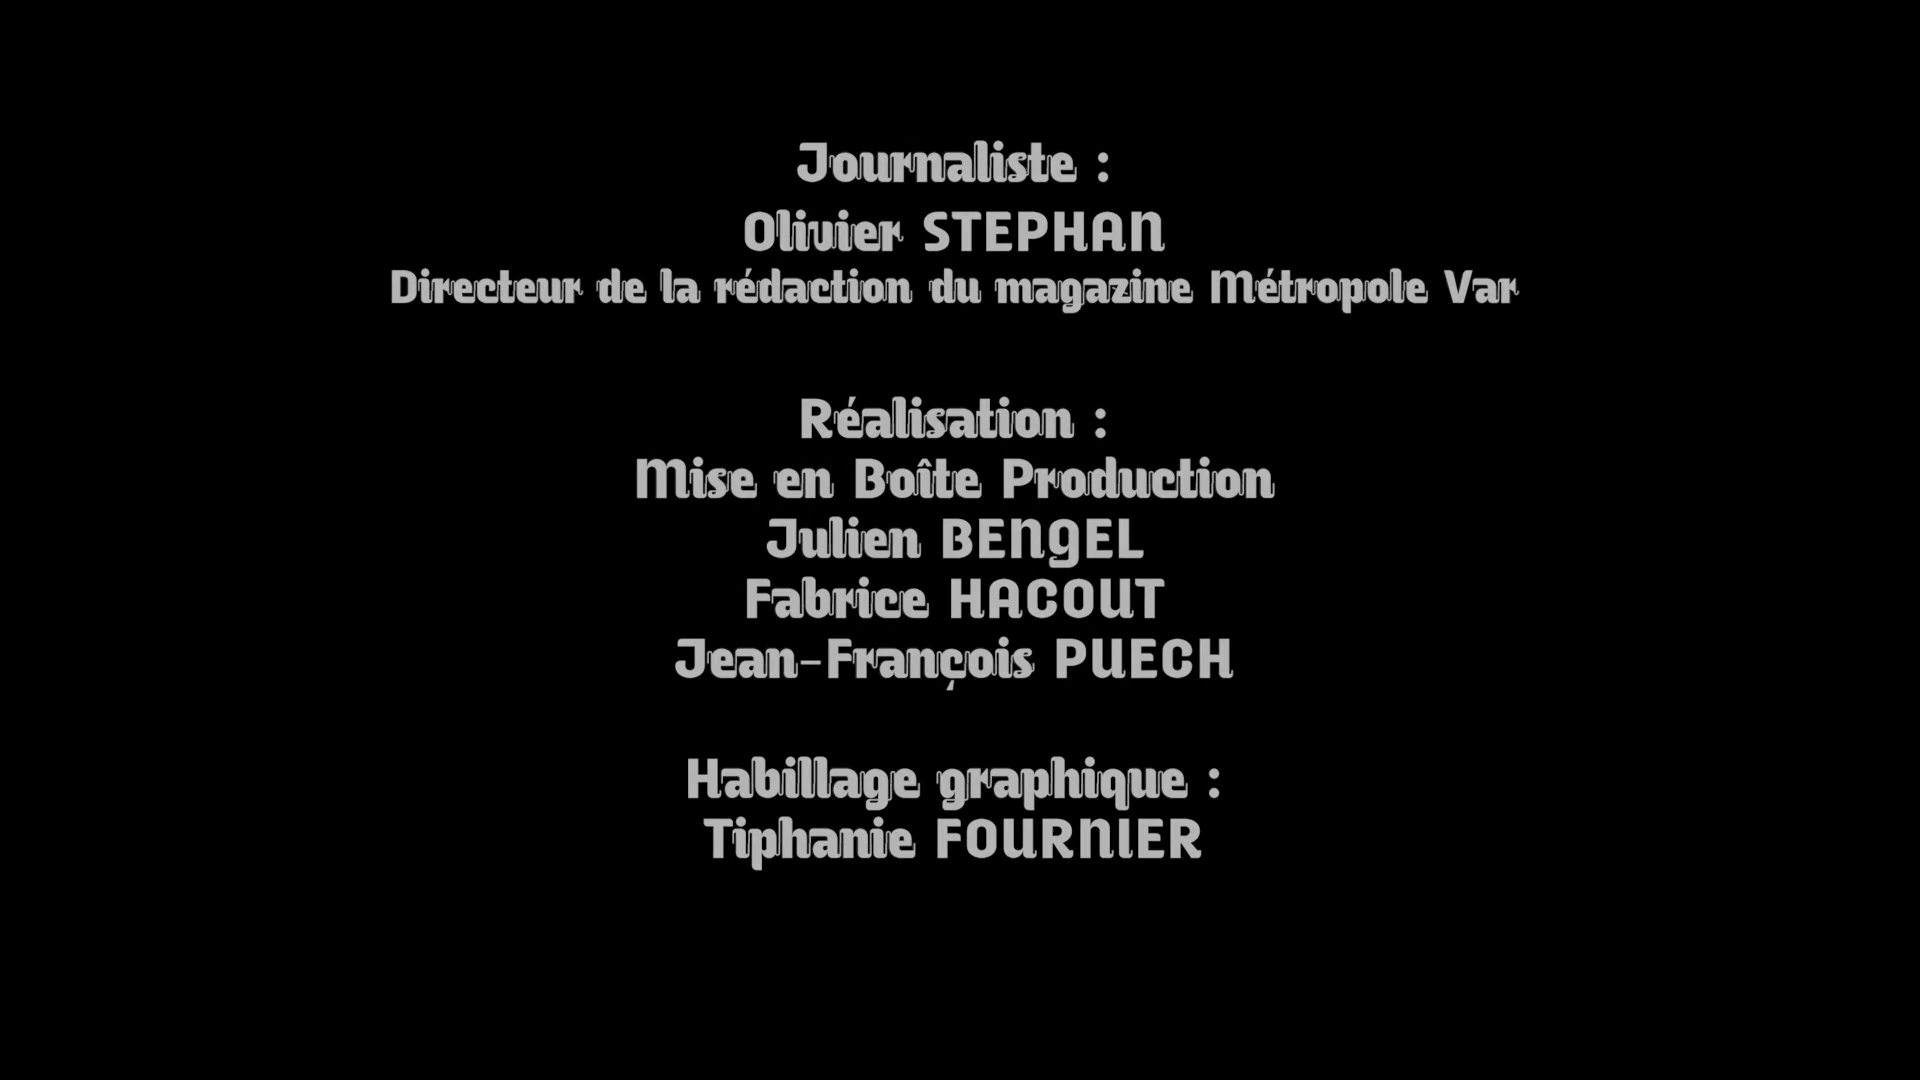 Journaliste :
Olivier STEPHAN
Directeur de la rédaction du magazine Métropole Var
Réalisation :
Mise en Boîte Production
Julien BENGEL
Fabrice HACOUT
Jean-François PUECH
Habillage graphique :
Tiphanie FOURNIER